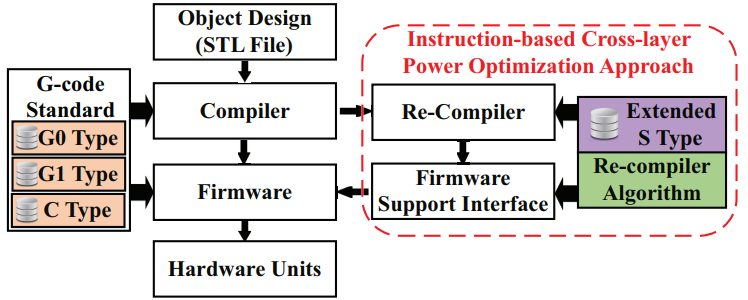 Object Design
(STL File)
Instruction-based Cross-layer
Power Optimization Approach
G-code
Standard
G0 Type
G1 Type
C Type
Compiler
Re-Compiler
Extended
S Type
Re-compiler
Algorithm
Firmware
Firmware
Support Interface
Hardware Units